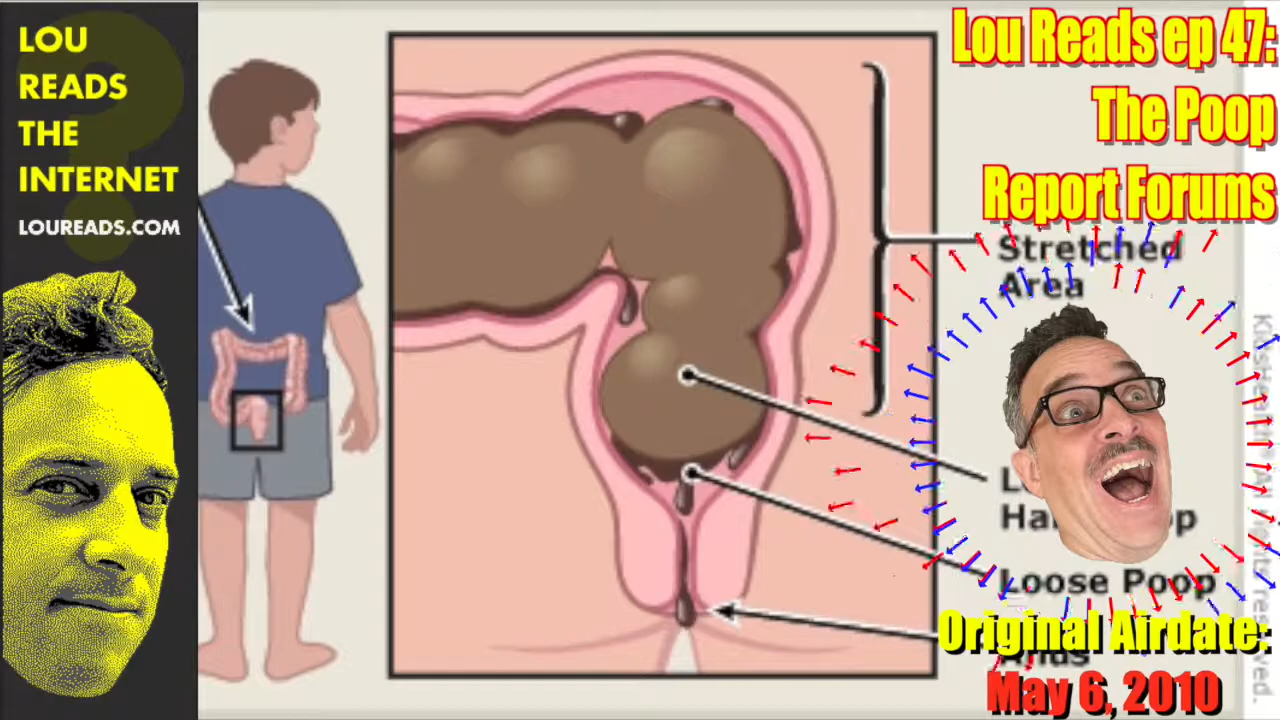 LOU
READS
THE
INTERNET
LOUREADS.COM
Lou Reads ep 47:
The Poop
Report Forums
Stretched
Area
Loose Poop
Original Airdate:
May 6, 2010